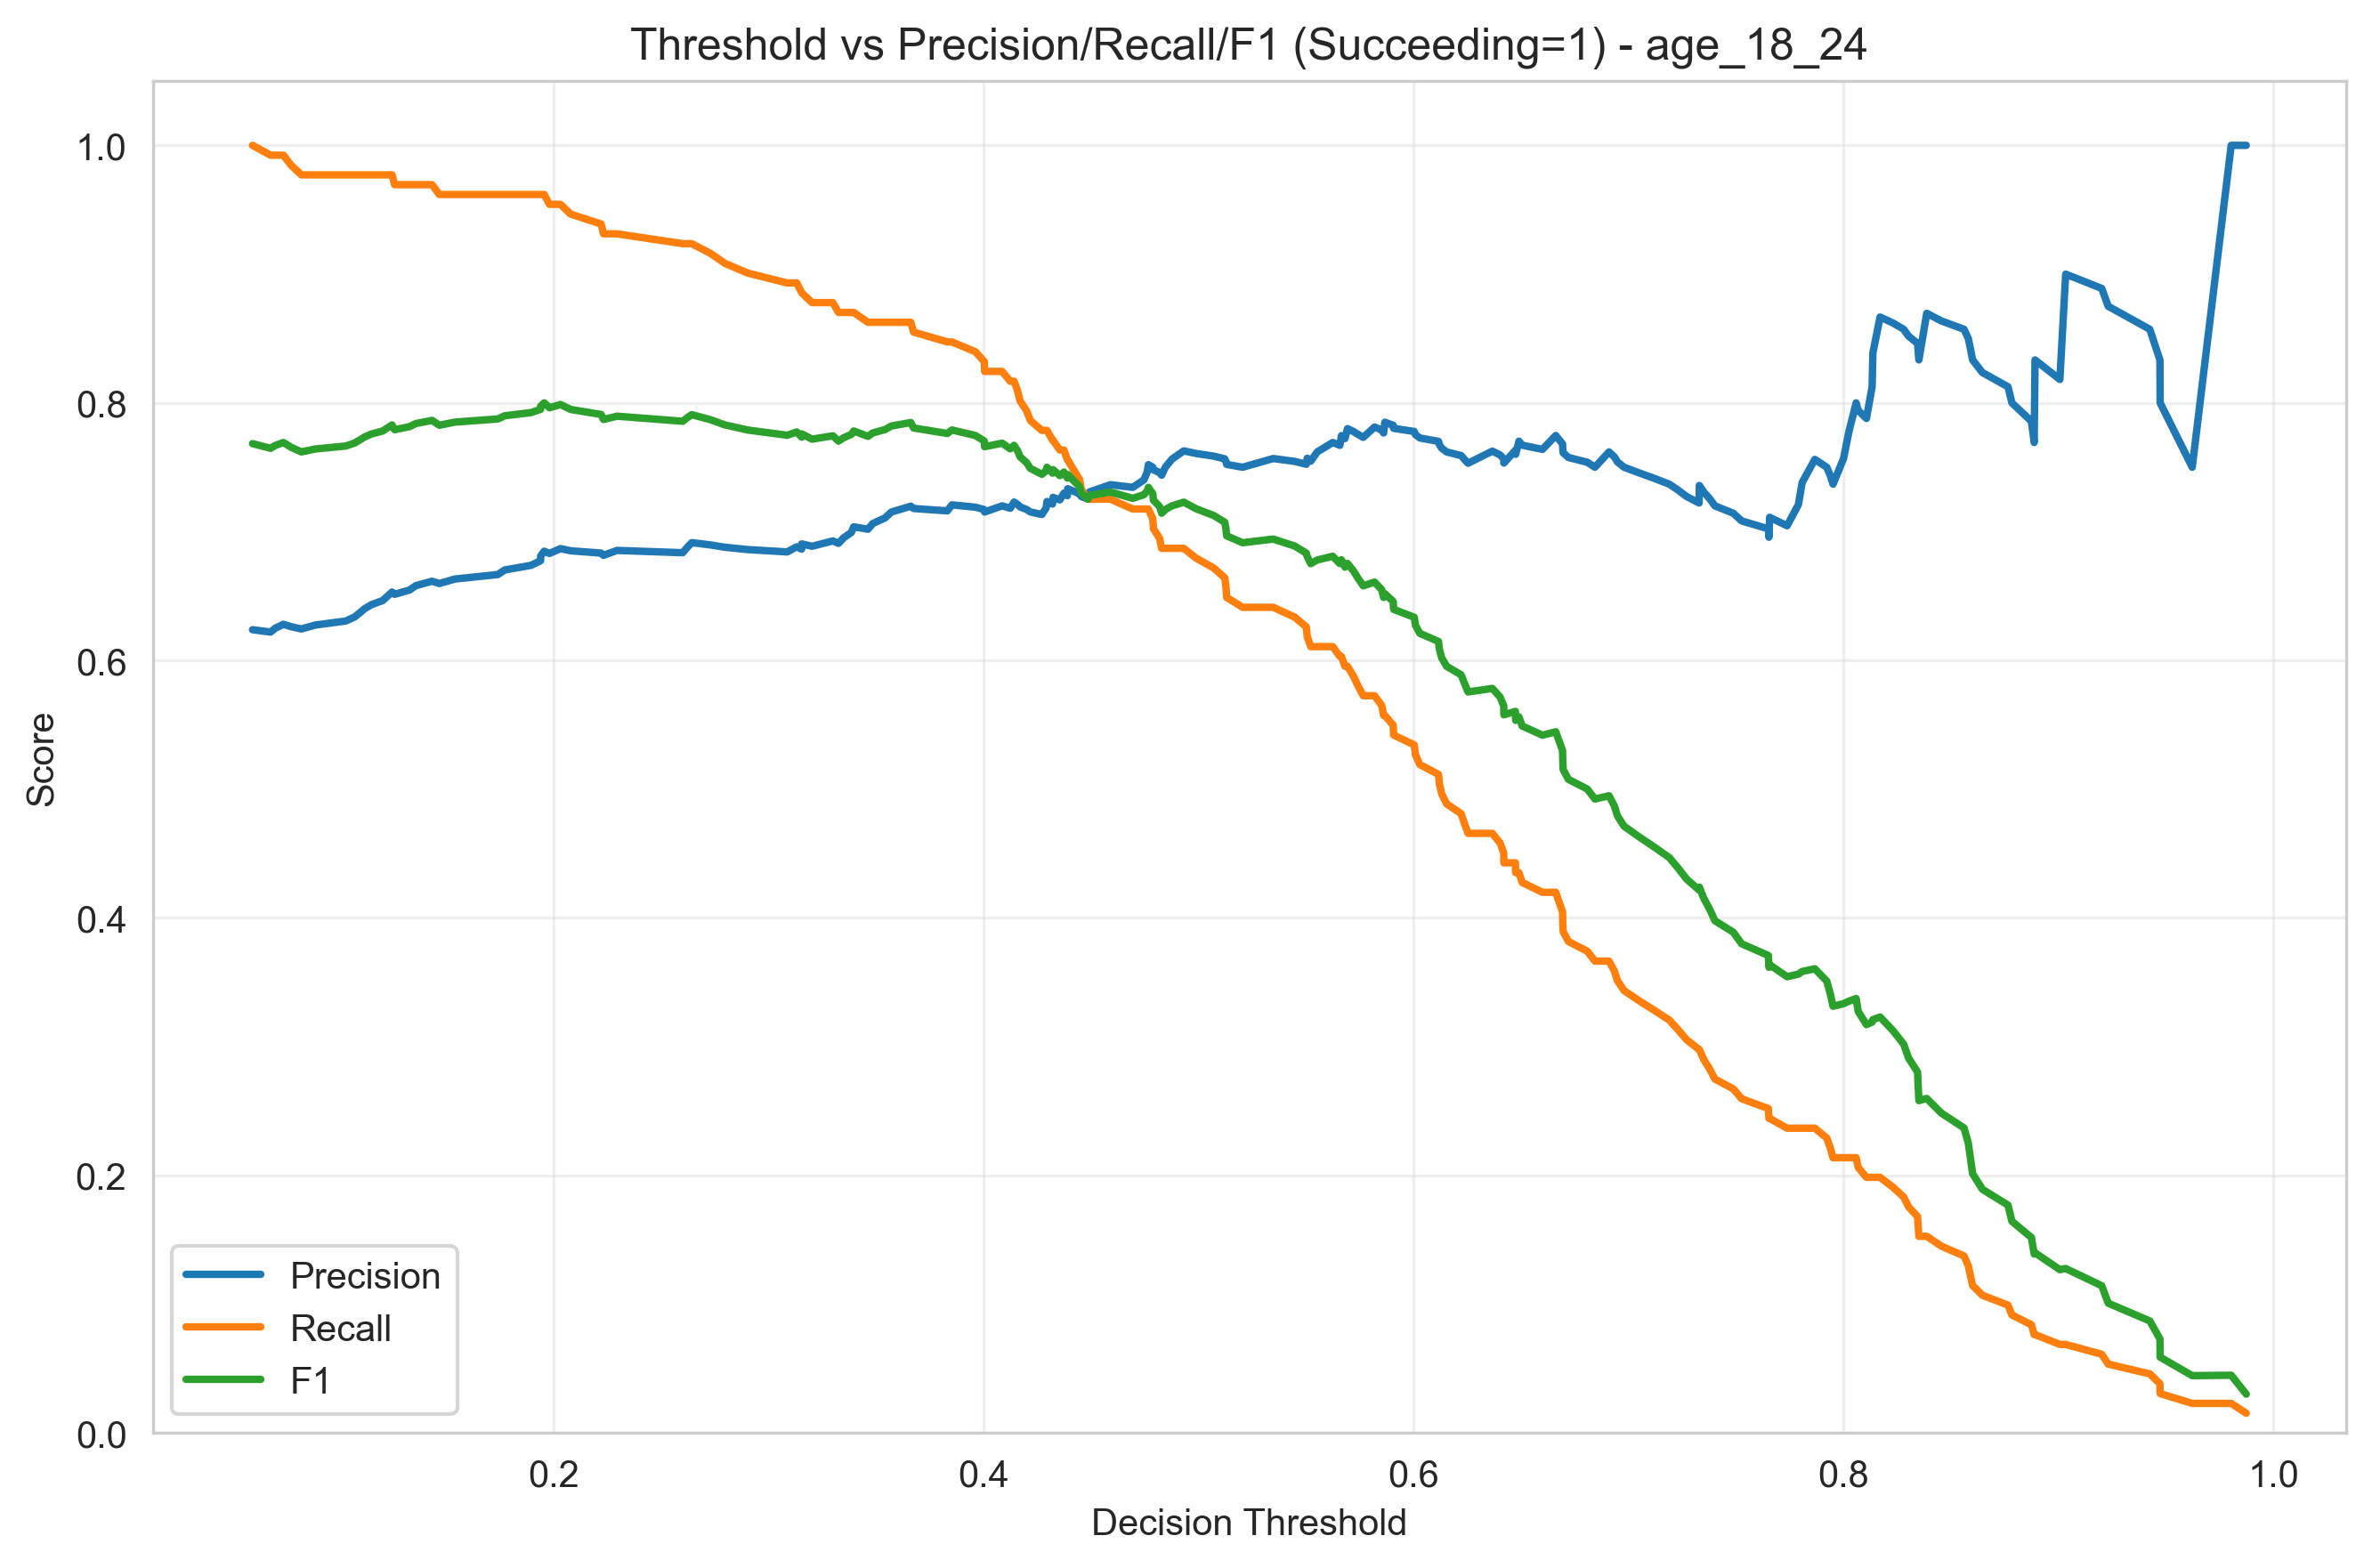 Threshold vs Precision/Recall/F1 (Succeeding=1) - age_18_24
1.0
0.8
0.6
0.4
0.2
0.0
Score
Precision
Recall
F1
0.2 0.4 0.6 0.8 1.0
Decision Threshold